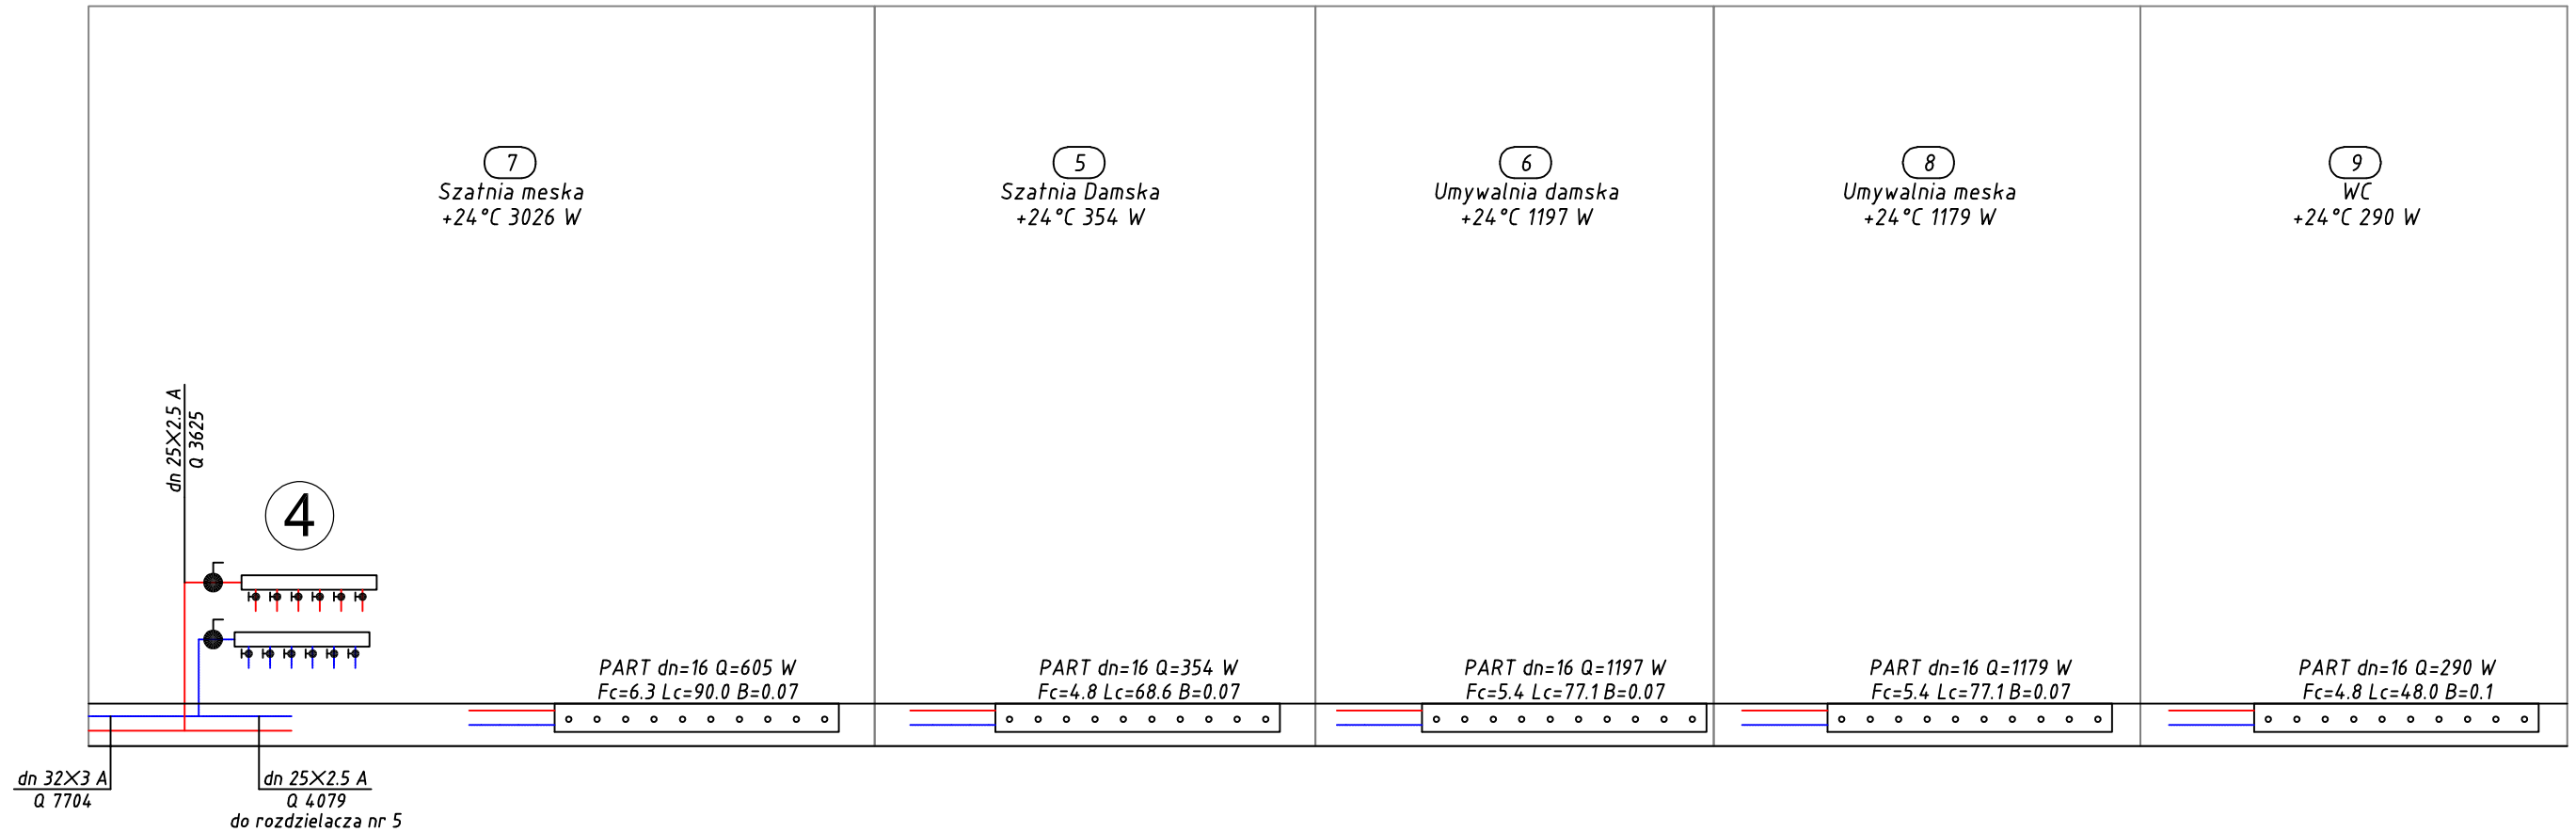 7
Szatnia meska
+24°C 3026 W
5
Szatnia Damska
+24°C 354 W
6
Umywalnia damska
+24°C 1197 W
8
Umywalnia meska
+24°C 1179 W
9
WC
+24°C 290 W
dn 25X2.5 A
Q 3625
4
PART dn=16 Q=605 W
Fc=6.3 Lc=90.0 B=0.07
PART dn=16 Q=354 W
Fc=4.8 Lc=68.6 B=0.07
PART dn=16 Q=1197 W
Fc=5.4 Lc=77.1 B=0.07
PART dn=16 Q=1179 W
Fc=5.4 Lc=77.1 B=0.07
PART dn=16 Q=290 W
Fc=4.8 Lc=48.0 B=0.1
dn 32X3 A
Q 7704
dn 25X2.5 A
Q 4079
do rozdzielacza nr 5